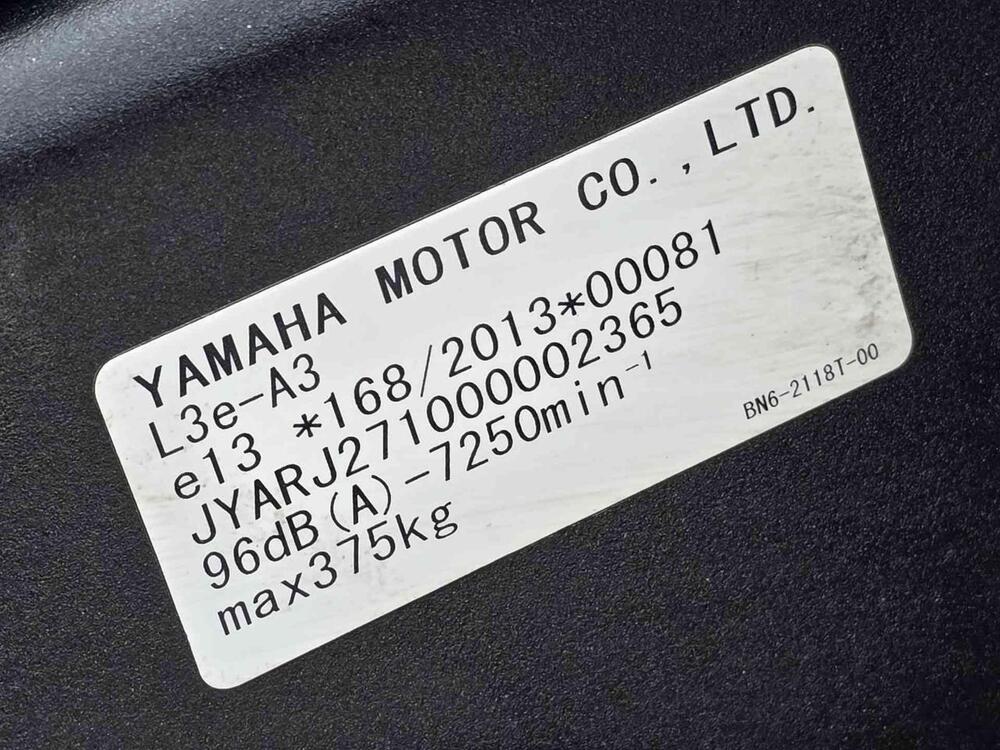 YAMAHA MOTOR CO.,LTD.
L3e-A3
e13 *168/2013*00081
JYARJ271000002365
96dB(A)-7250min⁻¹
max375kg
BN6-2118T-00